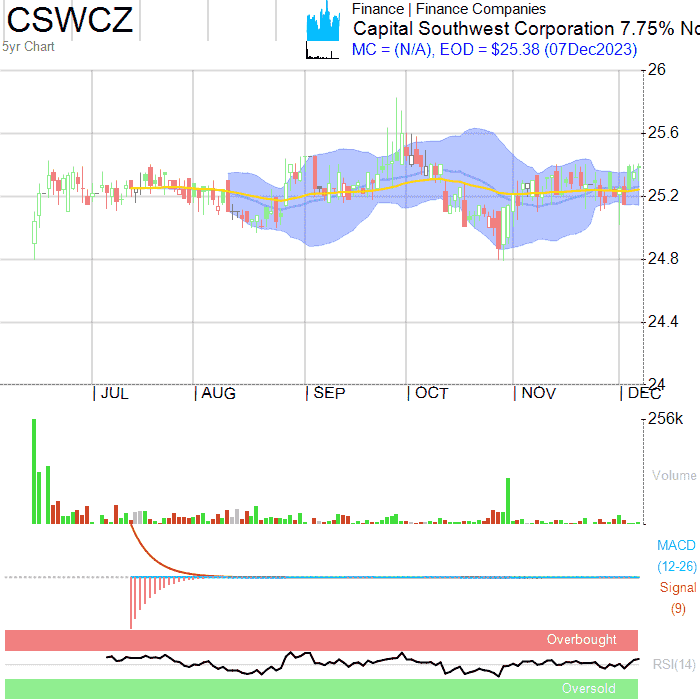 CSWCZ
5yr Chart
Finance | Finance Companies
Capital Southwest Corporation 7.75% No
MC = (N/A), EOD = $25.38 (07Dec2023)
26
25.6
25.2
24.8
24.4
24
JUL AUG SEP OCT NOV DEC
256k
Volume
MACD
(12-26)
Signal
(9)
Overbought
RSI(14)
Oversold